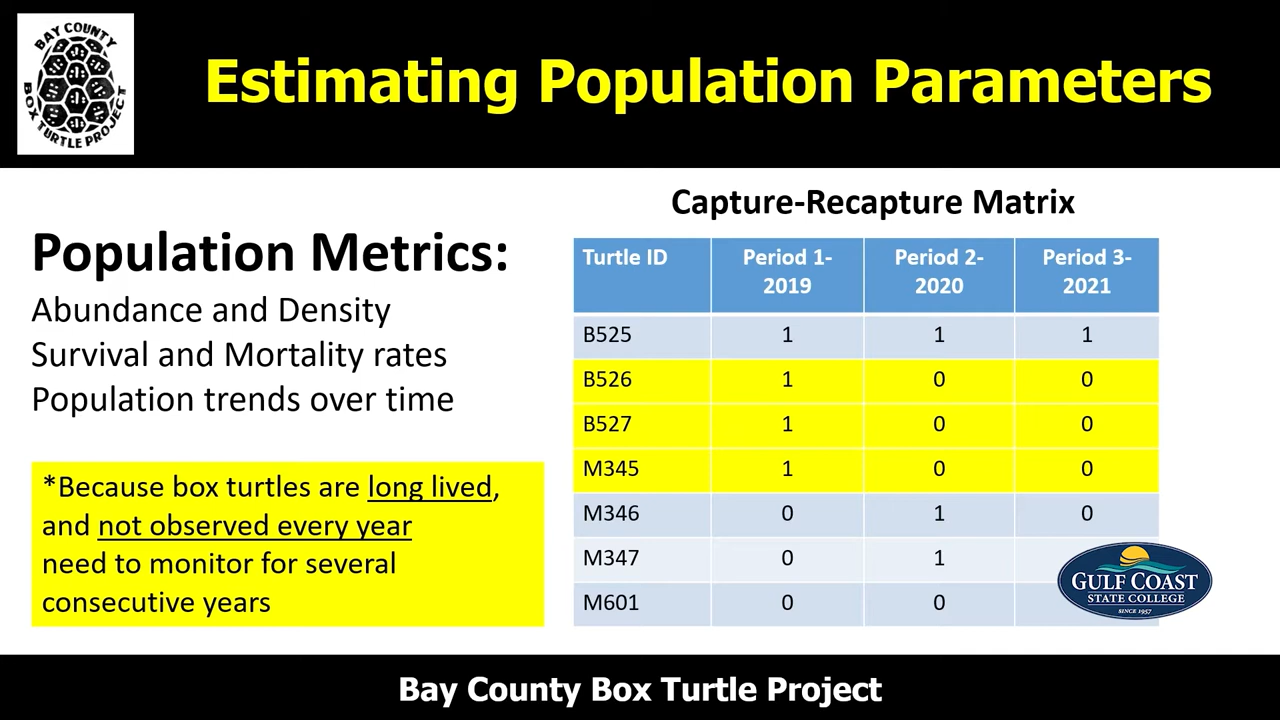 BAY COUNTY
BOX TURTLE PROJECT
Estimating Population Parameters
Population Metrics:
Abundance and Density
Survival and Mortality rates
Population trends over time
*Because box turtles are long lived,
and not observed every year
need to monitor for several
consecutive years
Capture-Recapture Matrix
Turtle ID Period 1-2019 Period 2-2020 Period 3-2021
B525 1 1 1
B526 1 0 0
B527 1 0 0
M345 1 0 0
M346 0 1 0
M347 0 1
M601 0 0
GULF COAST
STATE COLLEGE
SINCE 1957
Bay County Box Turtle Project